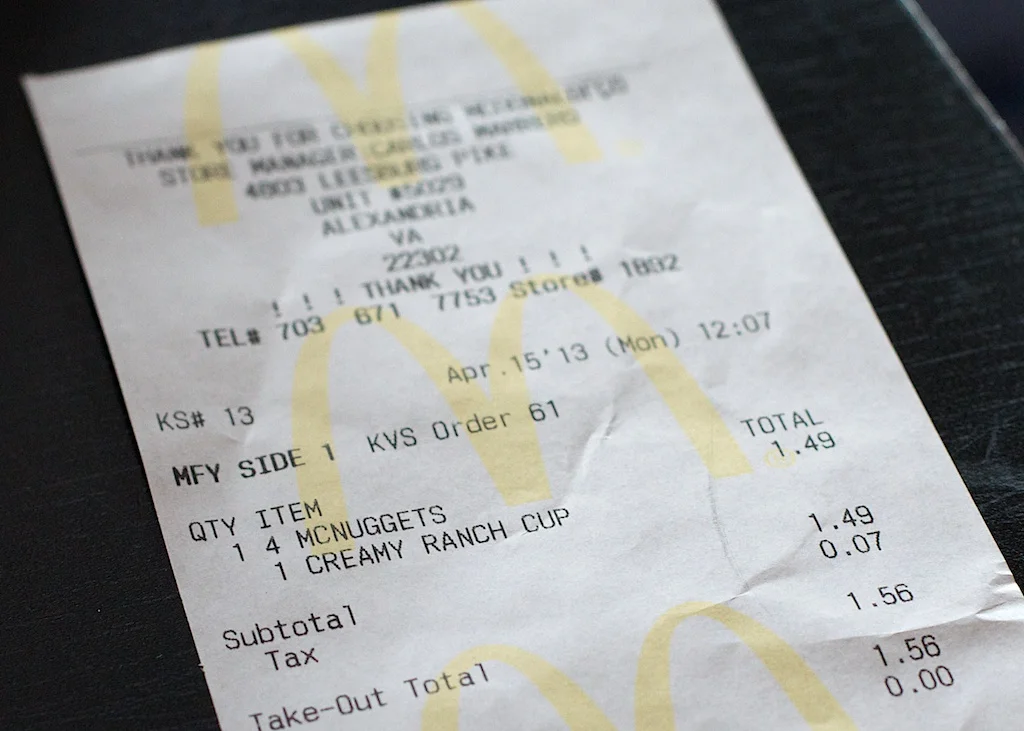 THANK YOU FOR CHOOSING MCDONALD'S
STORE MANAGER CARLOS
4803 LEESBURG PIKE
UNIT #5029
ALEXANDRIA
VA
22302
! ! ! THANK YOU ! ! !
TEL# 703 671 7753 Store# 1892
Apr.15'13 (Mon) 12:07
KS# 13
MFY SIDE 1 KVS Order 61
QTY ITEM TOTAL
1 4 MCNUGGETS 1.49
1 CREAMY RANCH CUP
Subtotal 1.49
Tax 0.07
Take-Out Total 1.56
1.56
0.00